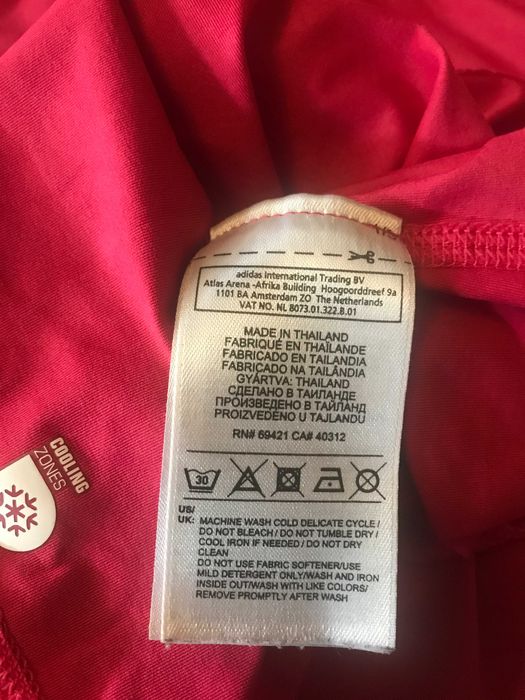 adidas International Trading BV
Atlas Arena -Afrika Building Hoogoorddreef 9a
1101 BA Amsterdam ZO The Netherlands
VAT NO. NL 8073.01.322.B.01
MADE IN THAILAND
FABRIQUÉ EN THAÏLANDE
FABRICADO EN TAILANDIA
FABRICADO NA TAILÂNDIA
GYÁRTVA: THAILAND
СДЕЛАНО В ТАИЛАНДЕ
ПРОИЗВЕДЕНО В ТАЙЛАНД
PROIZVEDENO U TAJLANDU
RN# 69421 CA# 40312
30
US/
UK: MACHINE WASH COLD DELICATE CYCLE /
DO NOT BLEACH / DO NOT TUMBLE DRY /
COOL IRON IF NEEDED / DO NOT DRY
CLEAN
DO NOT USE FABRIC SOFTENER/USE
MILD DETERGENT ONLY/WASH AND IRON
INSIDE OUT/WASH WITH LIKE COLORS/
REMOVE PROMPTLY AFTER WASH
COOLING
ZONES